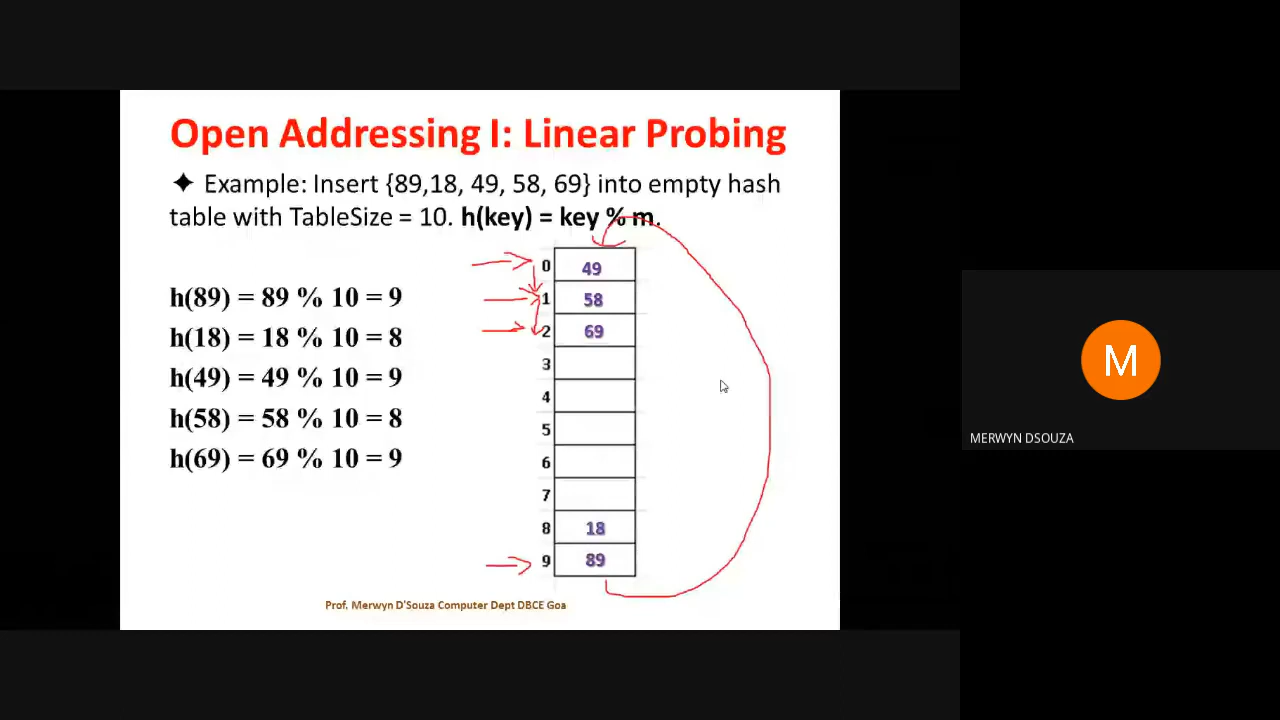 Open Addressing I: Linear Probing
✦ Example: Insert {89,18, 49, 58, 69} into empty hash
table with TableSize = 10. h(key) = key % m.
h(89) = 89 % 10 = 9
h(18) = 18 % 10 = 8
h(49) = 49 % 10 = 9
h(58) = 58 % 10 = 8
h(69) = 69 % 10 = 9
0 49
1 58
2 69
3
4
5
6
7
8 18
9 89
Prof. Merwyn D'Souza Computer Dept DBCE Goa
M
MERWYN DSOUZA